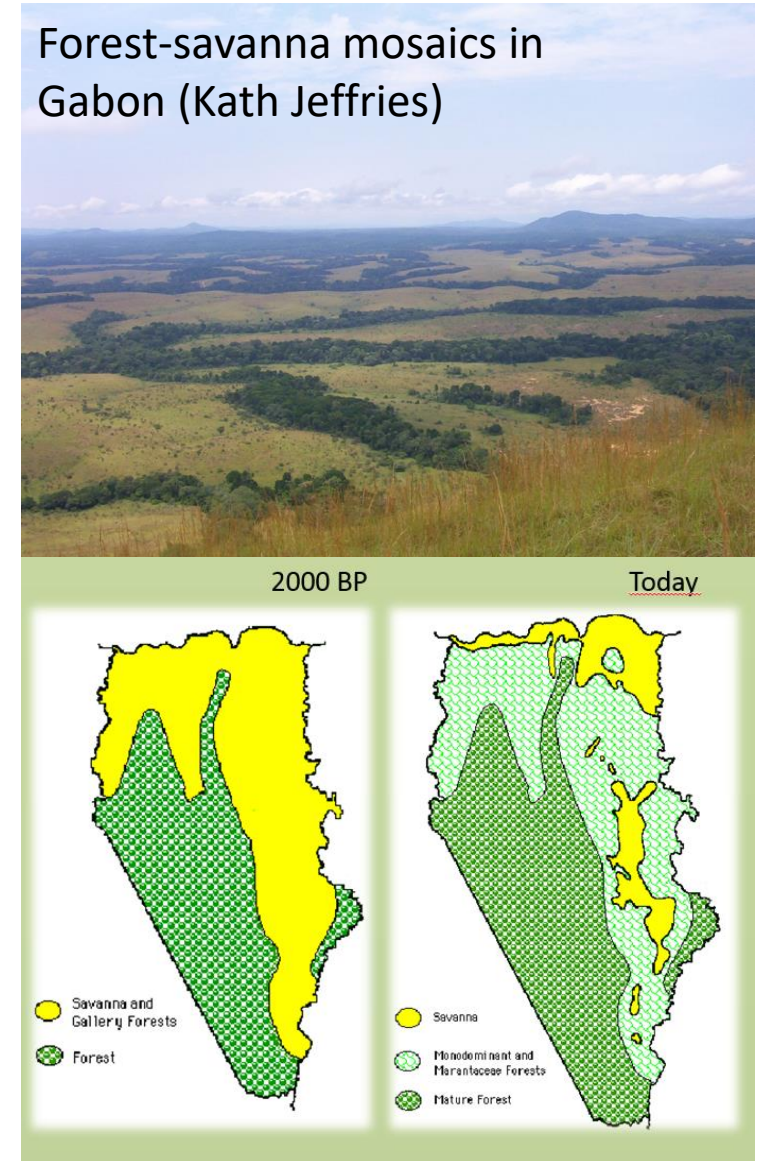 Forest-savanna mosaics in
Gabon (Kath Jeffries)
2000 BP
Today
Savanna and
Gallery Forests
Forest
Savanna
Monodominant and
Marantaceae Forests
Mature Forest